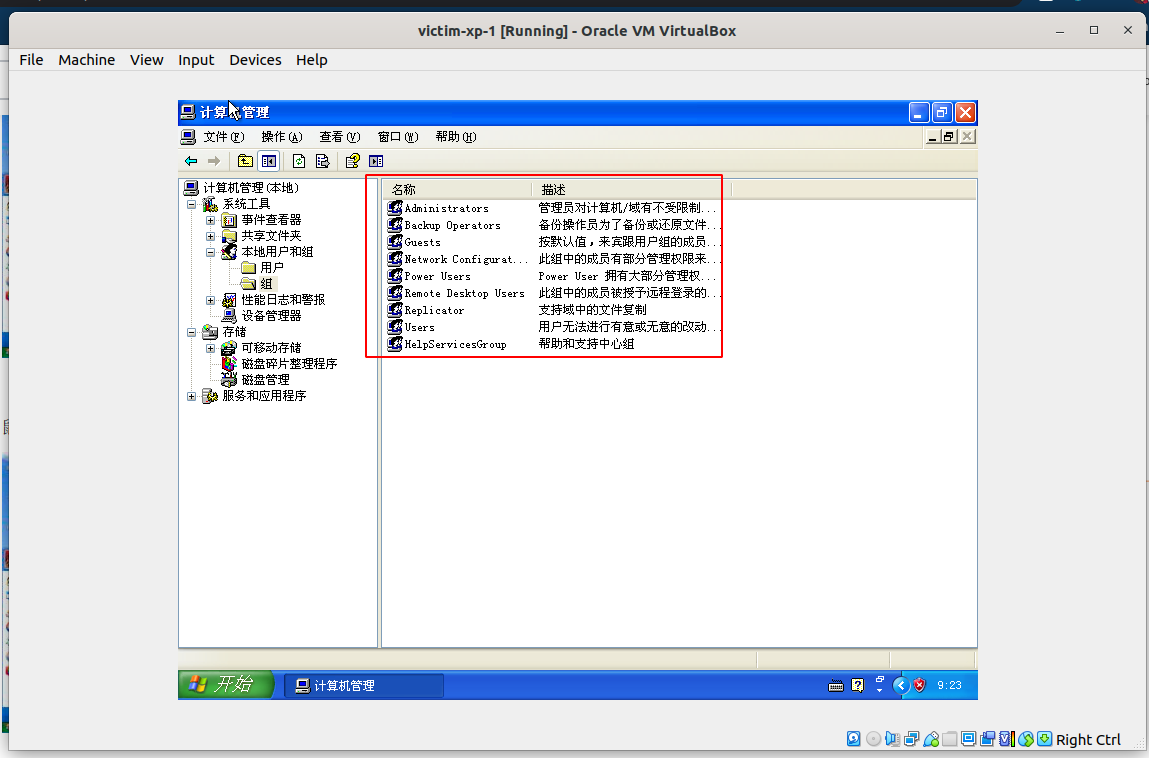 victim-xp-1 [Running] - Oracle VM VirtualBox
File Machine View Input Devices Help
计算机管理
文件(F) 操作(A) 查看(V) 窗口(W) 帮助(H)
计算机管理(本地)
系统工具
事件查看器
共享文件夹
本地用户和组
用户
组
性能日志和警报
设备管理器
存储
可移动存储
磁盘碎片整理程序
磁盘管理
服务和应用程序
名称 描述
Administrators 管理员对计算机/域有不受限制...
Backup Operators 备份操作员为了备份或还原文件...
Guests 按默认值，来宾跟用户组的成员...
Network Configurat... 此组中的成员有部分管理权限来...
Power Users Power User 拥有大部分管理权...
Remote Desktop Users 此组中的成员被授予远程登录的...
Replicator 支持域中的文件复制
Users 用户无法进行有意或无意的改动...
HelpServicesGroup 帮助和支持中心组
开始 计算机管理 9:23
Right Ctrl